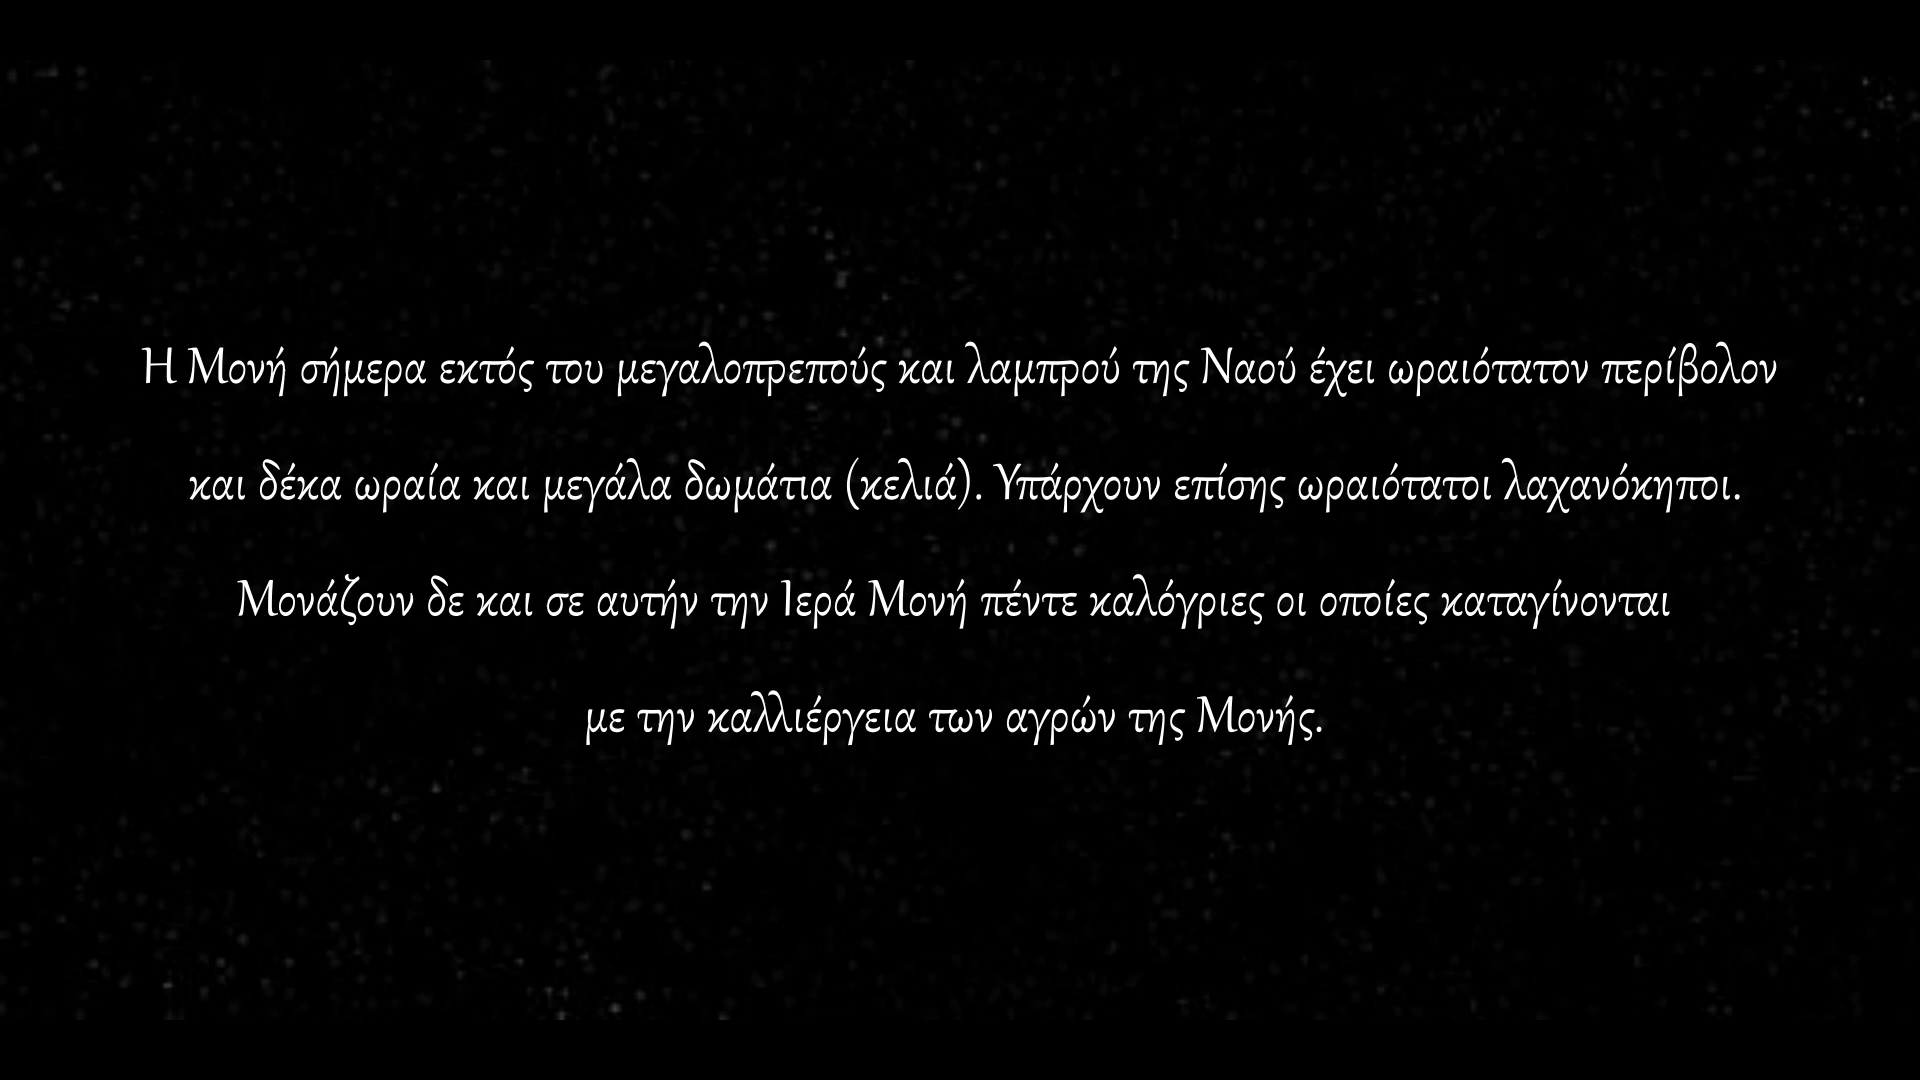 Η Μονή σήμερα εκτός του μεγαλοπρεπούς και λαμπρού της Ναού έχει ωραιότατον περίβολον
και δέκα ωραία και μεγάλα δωμάτια (κελιά). Υπάρχουν επίσης ωραιότατοι λαχανόκηποι.
Μονάζουν δε και σε αυτήν την Ιερά Μονή πέντε καλόγριες οι οποίες καταγίνονται
με την καλλιέργεια των αγρών της Μονής.